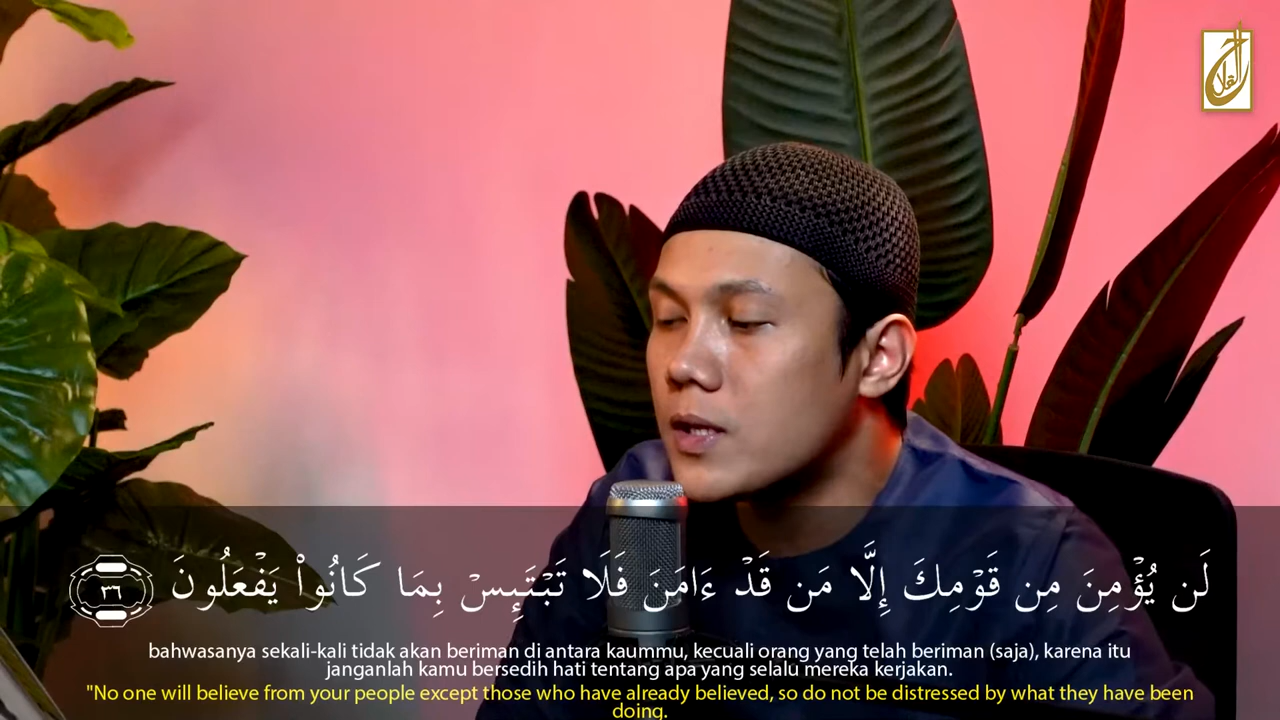 لَن يُؤْمِنَ مِن قَوْمِكَ إِلَّا مَن قَدْ ءَامَنَ فَلَا تَبْتَئِسْ بِمَا كَانُوا۟ يَفْعَلُونَ ٣٦
bahwasanya sekali-kali tidak akan beriman di antara kaummu, kecuali orang yang telah beriman (saja), karena itu
janganlah kamu bersedih hati tentang apa yang selalu mereka kerjakan.
"No one will believe from your people except those who have already believed, so do not be distressed by what they have been
doing.